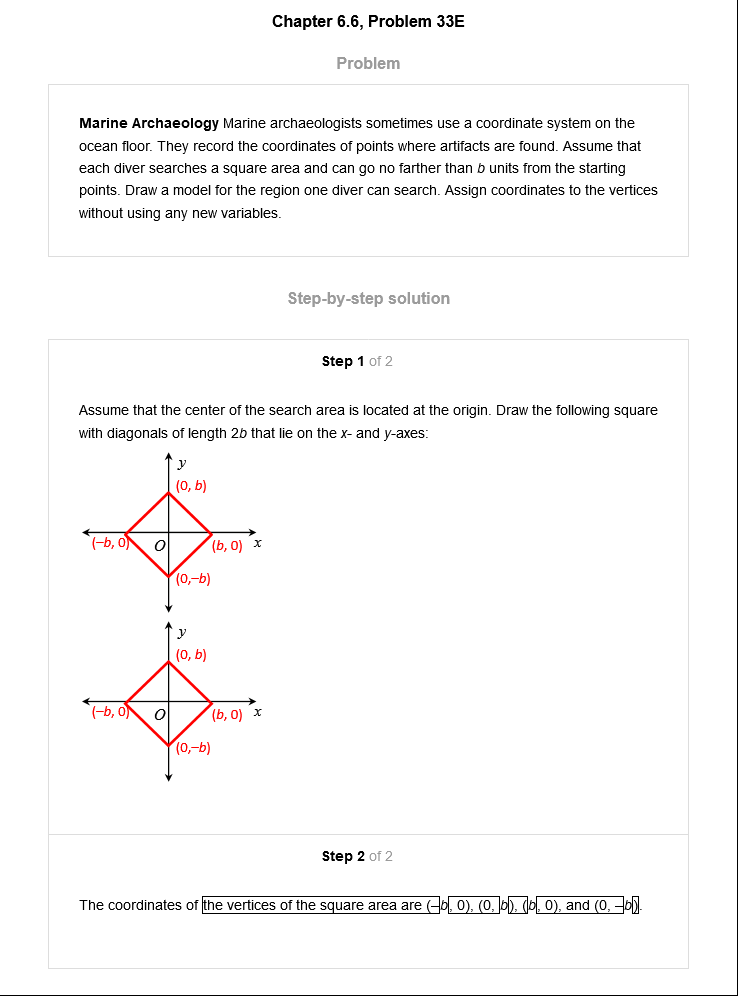 Chapter 6.6, Problem 33E
Problem
Marine Archaeology Marine archaeologists sometimes use a coordinate system on the
ocean floor. They record the coordinates of points where artifacts are found. Assume that
each diver searches a square area and can go no farther than b units from the starting
points. Draw a model for the region one diver can search. Assign coordinates to the vertices
without using any new variables.
Step-by-step solution
Step 1 of 2
Assume that the center of the search area is located at the origin. Draw the following square
with diagonals of length 2b that lie on the x- and y-axes:
y
(0, b)
(–b, 0)
O
(b, 0)
x
(0,–b)
y
(0, b)
(–b, 0)
O
(b, 0)
x
(0,–b)
Step 2 of 2
The coordinates of the vertices of the square area are (–b, 0), (0, b), (b, 0), and (0, –b).